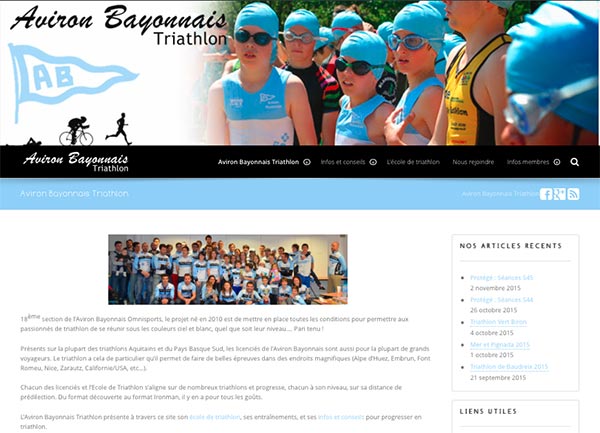 Aviron Bayonnais
Triathlon
AB
Aviron Bayonnais
Triathlon
Aviron Bayonnais Triathlon
Infos et conseils
L'école de triathlon
Nous rejoindre
Infos membres
Aviron Bayonnais Triathlon
Aviron Bayonnais Triathlon
18ème section de l'Aviron Bayonnais Omnisports, le projet né en 2010 est de mettre en place toutes les conditions pour permettre aux
passionnés de triathlon de se réunir sous les couleurs ciel et blanc, quel que soit leur niveau… Pari tenu !
Présents sur la plupart des triathlons Aquitains et du Pays Basque Sud, les licenciés de l'Aviron Bayonnais sont aussi pour la plupart de grands
voyageurs. Le triathlon a cela de particulier qu'il permet de faire de belles épreuves dans des endroits magnifiques (Alpe d'Huez, Embrun, Font
Romeu, Nice, Zarautz, Californie/USA, etc…).
Chacun des licenciés et l'Ecole de Triathlon s'aligne sur de nombreux triathlons et progresse, chacun à son niveau, sur sa distance de
prédilection. Du format découverte au format Ironman, il y en a pour tous les goûts.
L'Aviron Bayonnais Triathlon présente à travers ce site son école de triathlon, ses entraînements, et ses infos et conseils pour progresser en
triathlon.
NOS ARTICLES RECENTS
Protégé : Séances S45
2 novembre 2015
Protégé : Séances S44
26 octobre 2015
Triathlon Vert Biron
4 octobre 2015
Mer et Pignada 2015
1 octobre 2015
Triathlon de Baudreix 2015
21 septembre 2015
LIENS UTILES